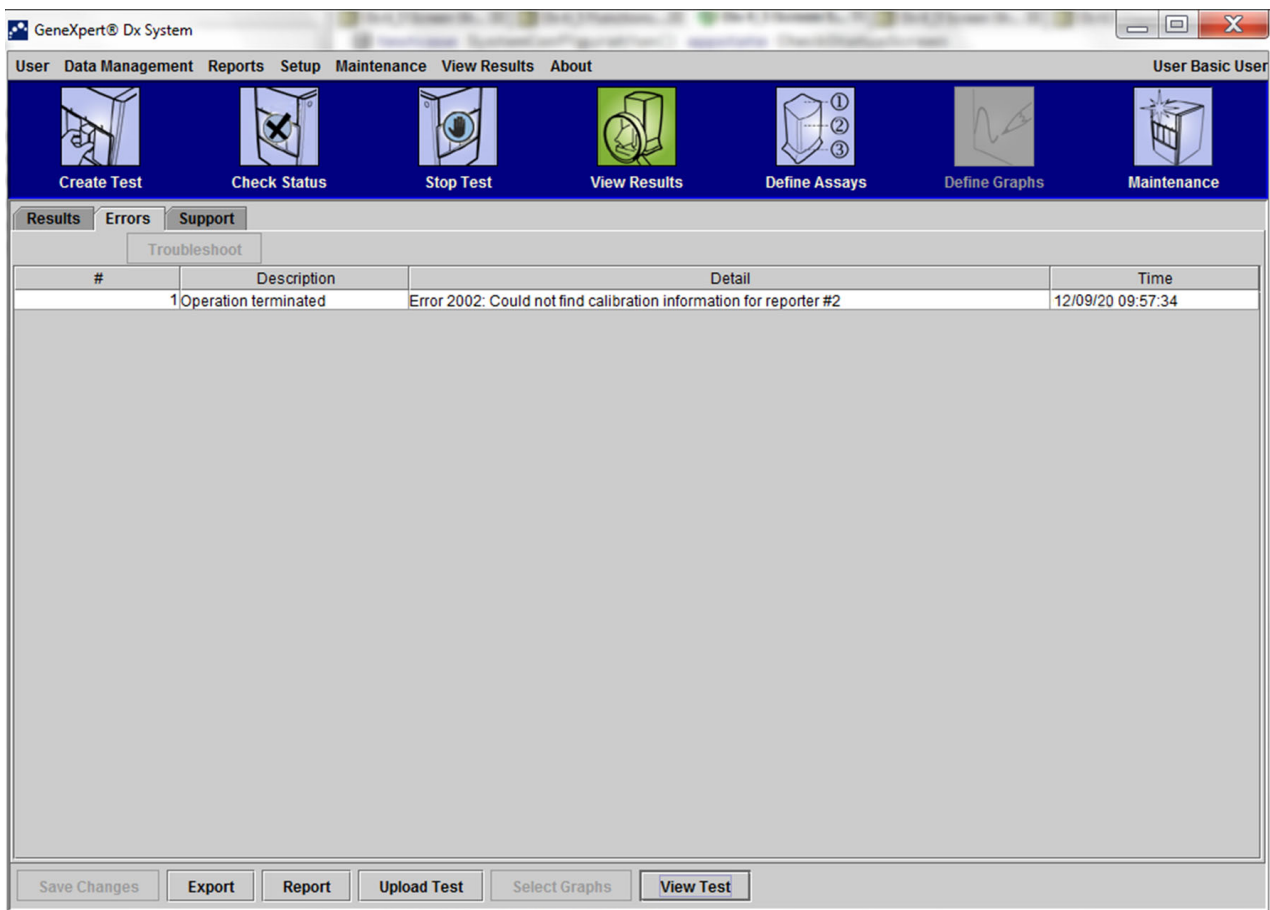 GeneXpert® Dx System
User Data Management Reports Setup Maintenance View Results About User Basic User
① ② ③
Create Test Check Status Stop Test View Results Define Assays Define Graphs Maintenance
Results Errors Support
Troubleshoot
# Description Detail Time
1 Operation terminated Error 2002: Could not find calibration information for reporter #2 12/09/20 09:57:34
Save Changes Export Report Upload Test Select Graphs View Test